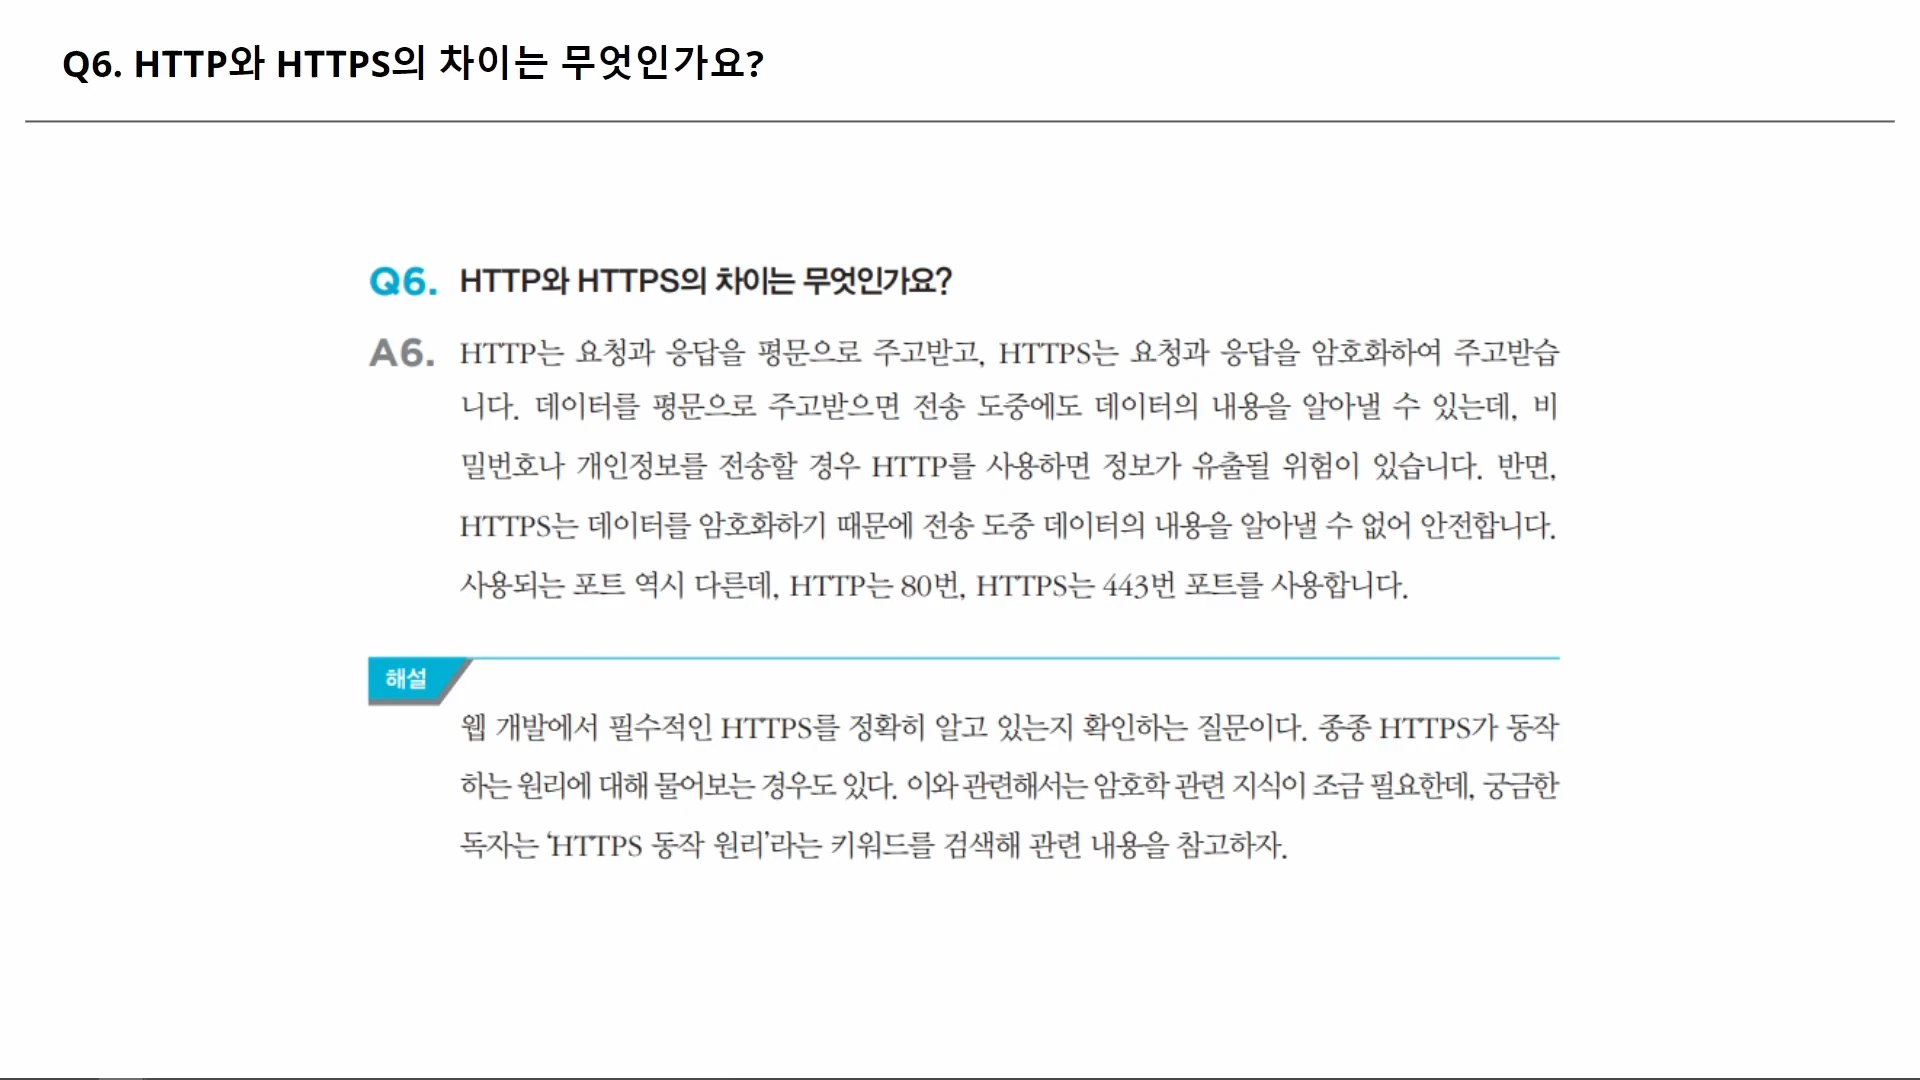 Q6. HTTP와 HTTPS의 차이는 무엇인가요?
Q6. HTTP와 HTTPS의 차이는 무엇인가요?
A6. HTTP는 요청과 응답을 평문으로 주고받고, HTTPS는 요청과 응답을 암호화하여 주고받습
니다. 데이터를 평문으로 주고받으면 전송 도중에도 데이터의 내용을 알아낼 수 있는데, 비
밀번호나 개인정보를 전송할 경우 HTTP를 사용하면 정보가 유출될 위험이 있습니다. 반면,
HTTPS는 데이터를 암호화하기 때문에 전송 도중 데이터의 내용을 알아낼 수 없어 안전합니다.
사용되는 포트 역시 다른데, HTTP는 80번, HTTPS는 443번 포트를 사용합니다.
해설
웹 개발에서 필수적인 HTTPS를 정확히 알고 있는지 확인하는 질문이다. 종종 HTTPS가 동작
하는 원리에 대해 물어보는 경우도 있다. 이와 관련해서는 암호학 관련 지식이 조금 필요한데, 궁금한
독자는 ‘HTTPS 동작 원리’라는 키워드를 검색해 관련 내용을 참고하자.